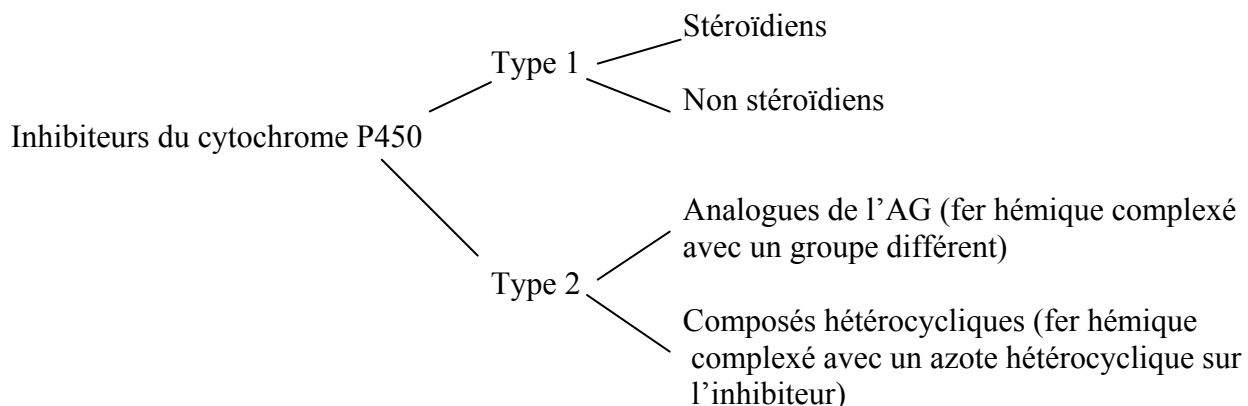 Stéroïdiens
Type 1
Non stéroïdiens
Inhibiteurs du cytochrome P450
Analogues de l’AG (fer hémique complexé
avec un groupe différent)
Type 2
Composés hétérocycliques (fer hémique
complexé avec un azote hétérocyclique sur
l’inhibiteur)